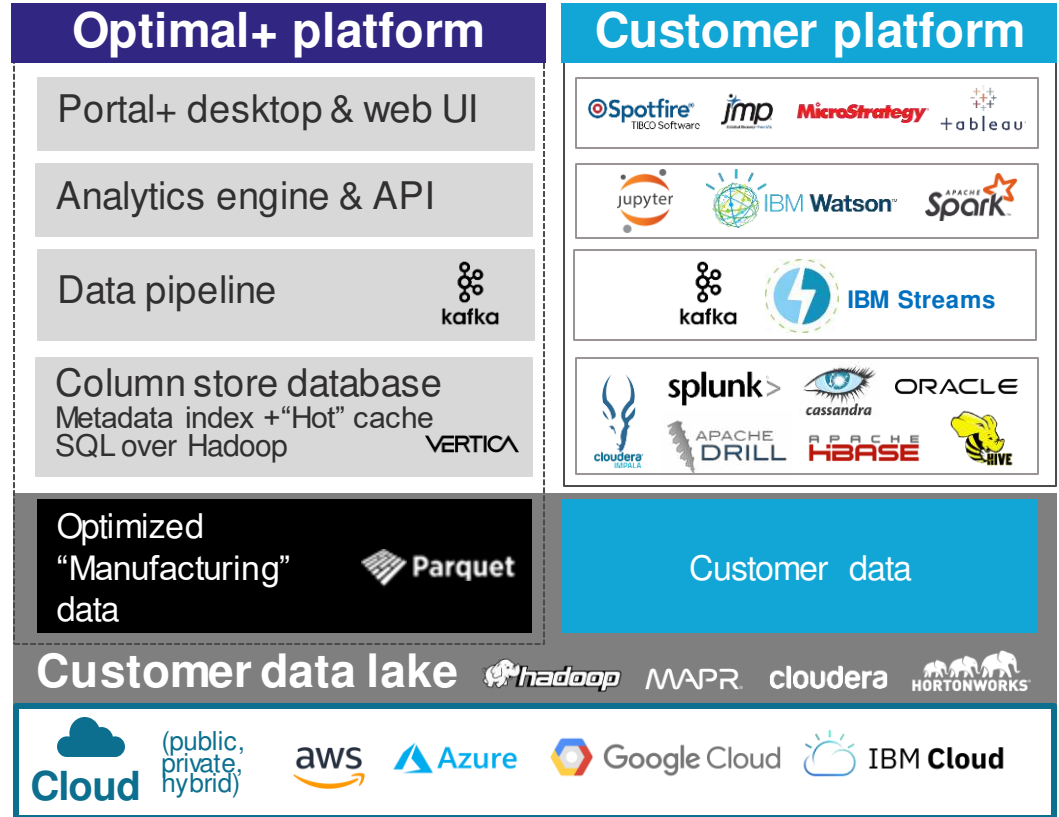 Optimal+ platform
Portal+ desktop & web UI
Analytics engine & API
Data pipeline
kafka
Column store database
Metadata index +“Hot” cache
SQL over Hadoop
VERTICA
Optimized
“Manufacturing”
data
Parquet
Customer platform
Spotfire®
TIBCO Software
jmp
MicroStrategy
+ableau
jupyter
IBM Watson™
APACHE
Spark™
kafka
IBM Streams
cloudera
IMPALA
splunk>
cassandra
ORACLE
APACHE
DRILL
APACHE
HBASE
HIVE
Customer data
Customer data lake
hadoop
MAPR
cloudera
HORTONWORKS
Cloud
(public,
private,
hybrid)
aws
Azure
Google Cloud
IBM Cloud